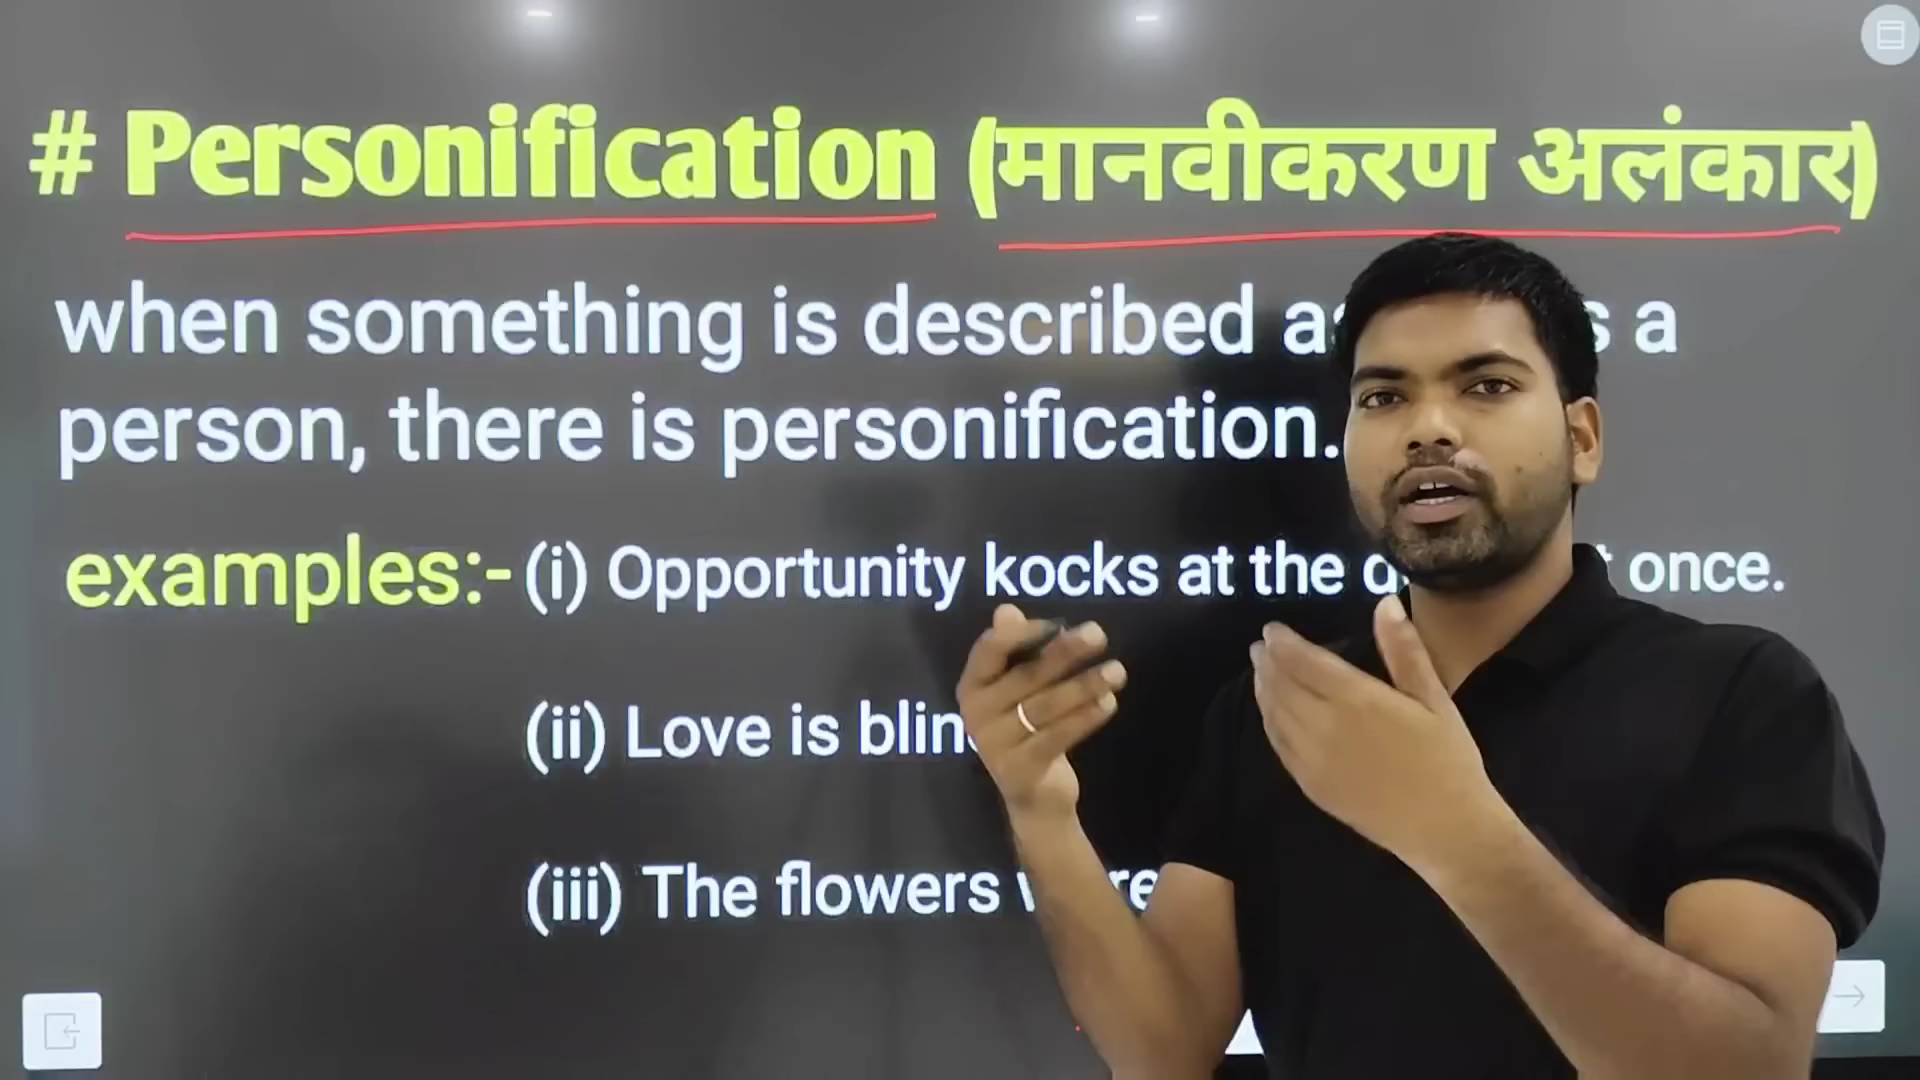 # Personification (मानवीकरण अलंकार)
when something is described a
person, there is personification.
examples:- (i) Opportunity kocks at the once.
(ii) Love is
(iii) The flowers